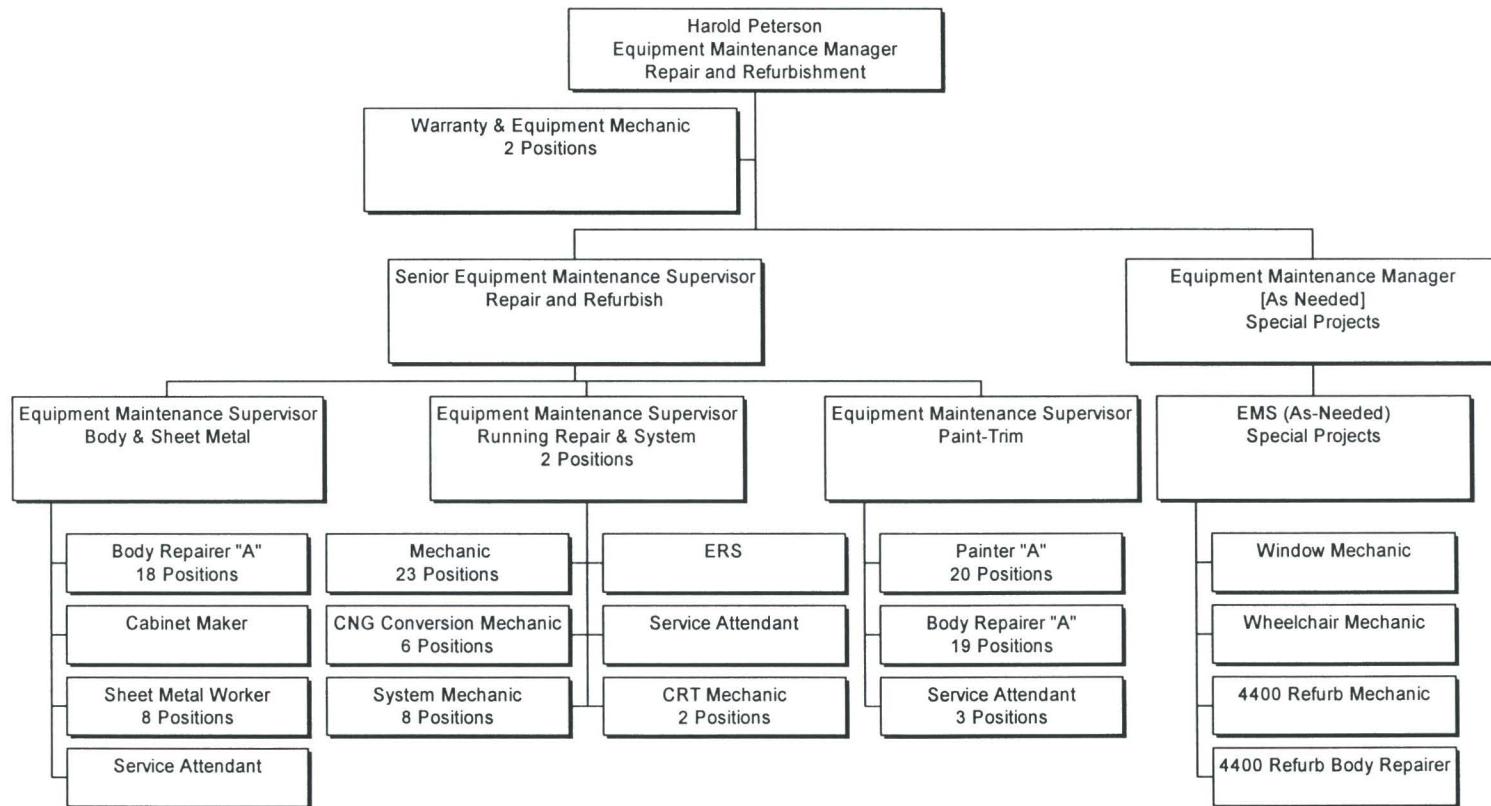 Harold Peterson
Equipment Maintenance Manager
Repair and Refurbishment
Warranty & Equipment Mechanic
2 Positions
Senior Equipment Maintenance Supervisor
Repair and Refurbish
Equipment Maintenance Manager
[As Needed]
Special Projects
Equipment Maintenance Supervisor
Body & Sheet Metal
Equipment Maintenance Supervisor
Running Repair & System
2 Positions
Equipment Maintenance Supervisor
Paint-Trim
EMS (As-Needed)
Special Projects
Body Repairer "A"
18 Positions
Cabinet Maker
Sheet Metal Worker
8 Positions
Service Attendant
Mechanic
23 Positions
CNG Conversion Mechanic
6 Positions
System Mechanic
8 Positions
ERS
Service Attendant
CRT Mechanic
2 Positions
Painter "A"
20 Positions
Body Repairer "A"
19 Positions
Service Attendant
3 Positions
Window Mechanic
Wheelchair Mechanic
4400 Refurb Mechanic
4400 Refurb Body Repairer